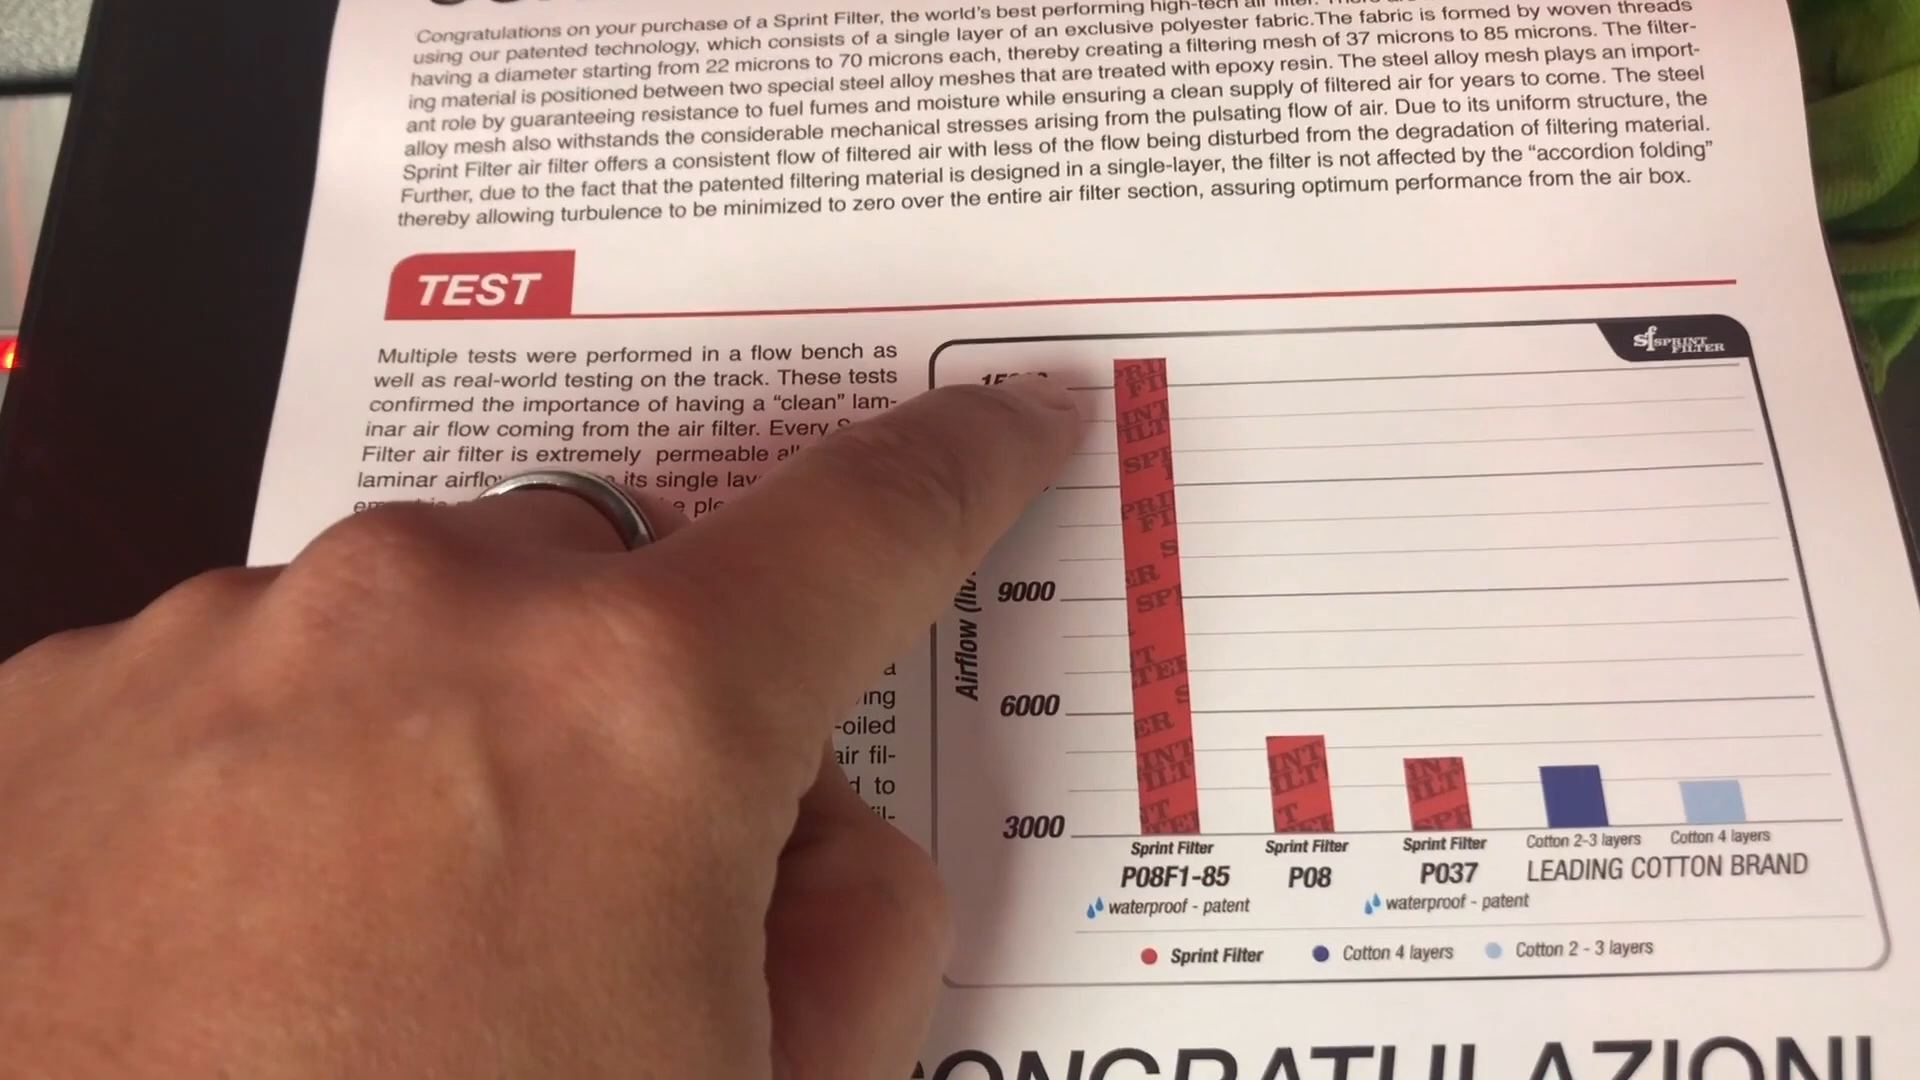 Congratulations on your purchase of a Sprint Filter, the world's best performing high-tech air filter.
using our patented technology, which consists of a single layer of an exclusive polyester fabric.The fabric is formed by woven threads
having a diameter starting from 22 microns to 70 microns each, thereby creating a filtering mesh of 37 microns to 85 microns. The filter-
ing material is positioned between two special steel alloy meshes that are treated with epoxy resin. The steel alloy mesh plays an import-
ant role by guaranteeing resistance to fuel fumes and moisture while ensuring a clean supply of filtered air for years to come. The steel
alloy mesh also withstands the considerable mechanical stresses arising from the pulsating flow of air. Due to its uniform structure, the
Sprint Filter air filter offers a consistent flow of filtered air with less of the flow being disturbed from the degradation of filtering material.
Further, due to the fact that the patented filtering material is designed in a single-layer, the filter is not affected by the “accordion folding”
thereby allowing turbulence to be minimized to zero over the entire air filter section, assuring optimum performance from the air box.
TEST
Multiple tests were performed in a flow bench as
well as real-world testing on the track. These tests
confirmed the importance of having a “clean” lam-
inar air flow coming from the air filter. Every
Filter air filter is extremely permeable
laminar its single
ing
-oiled
air fil-
to
sf SPRINT FILTER
Airflow
9000
6000
3000
Sprint Filter
P08F1-85
waterproof - patent
Sprint Filter
P08
Sprint Filter
P037
waterproof - patent
Cotton 2-3 layers
Cotton 4 layers
LEADING COTTON BRAND
Sprint Filter
Cotton 4 layers
Cotton 2 - 3 layers
CONGRATULAZIONI